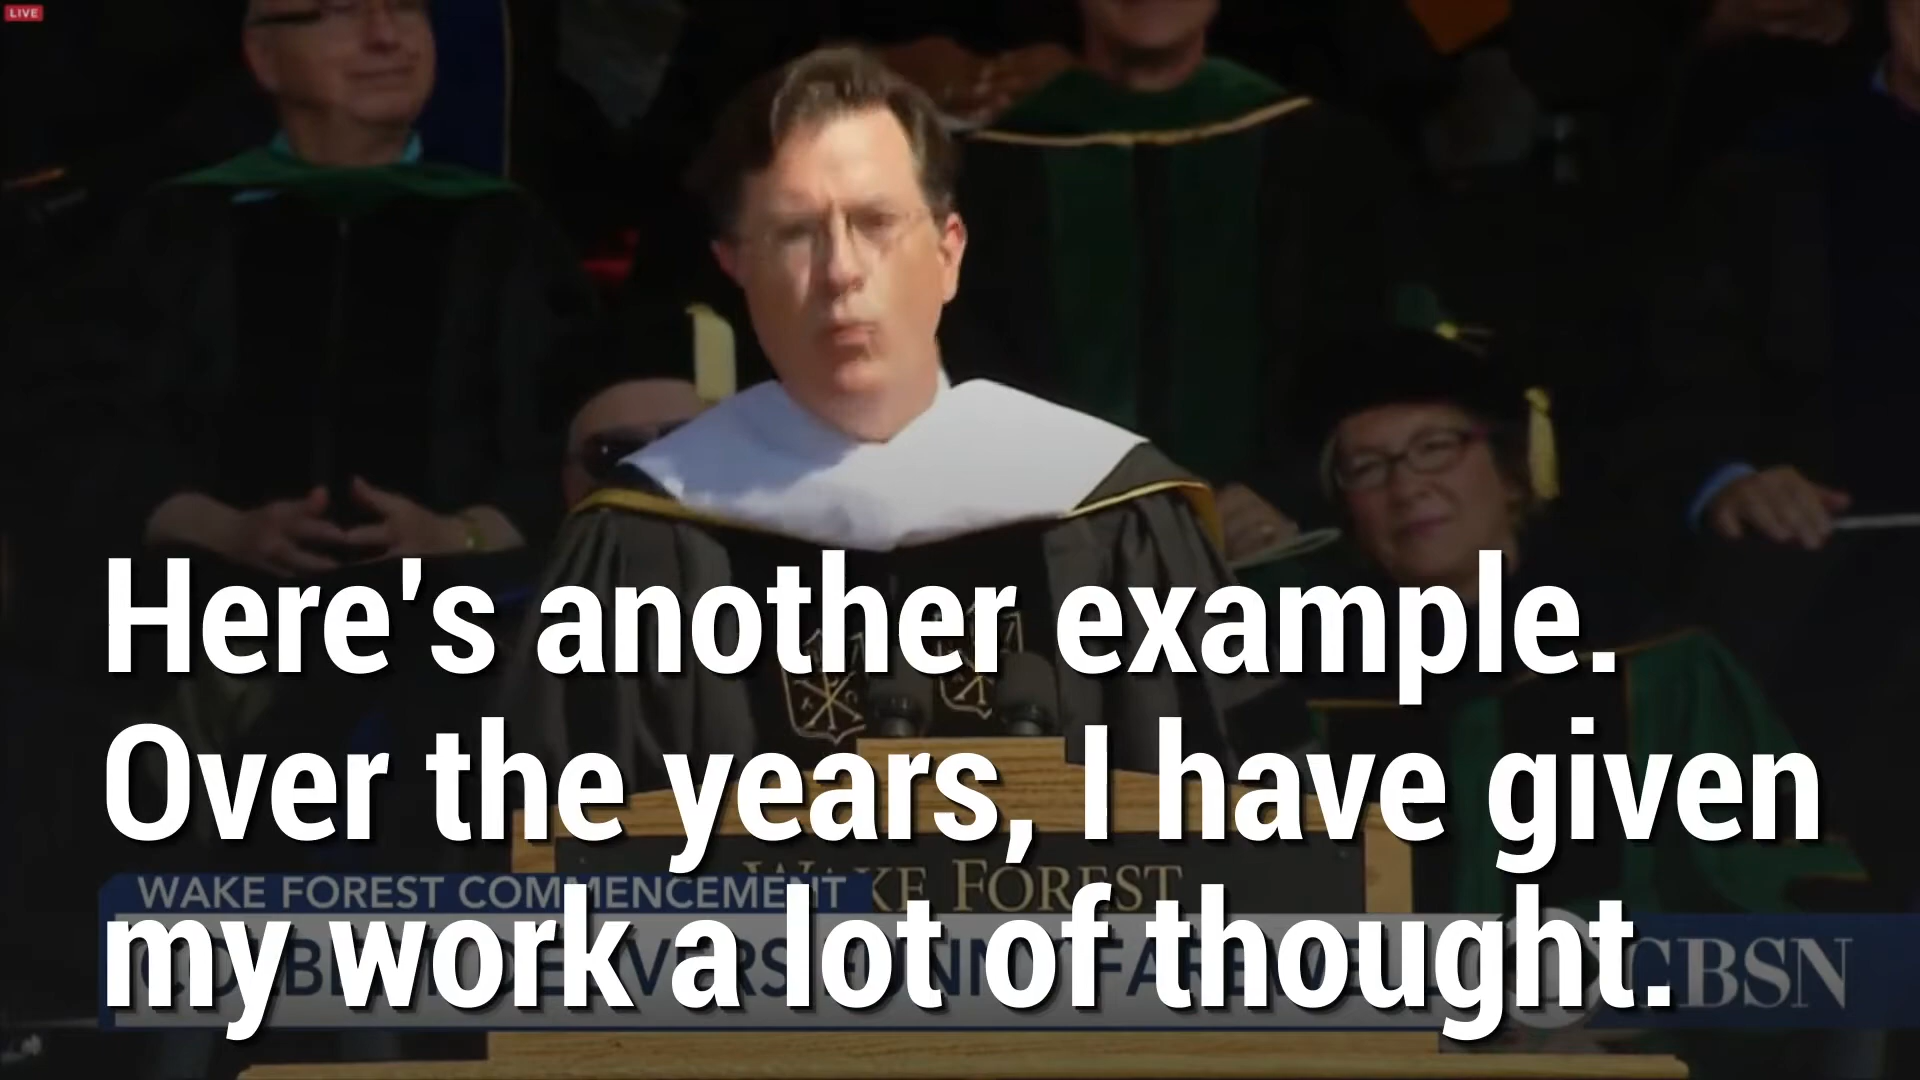 LIVE
Here's another example.
Over the years, I have given
my work a lot of thought.
WAKE FOREST
WAKE FOREST COMMENCEMENT
CBSN